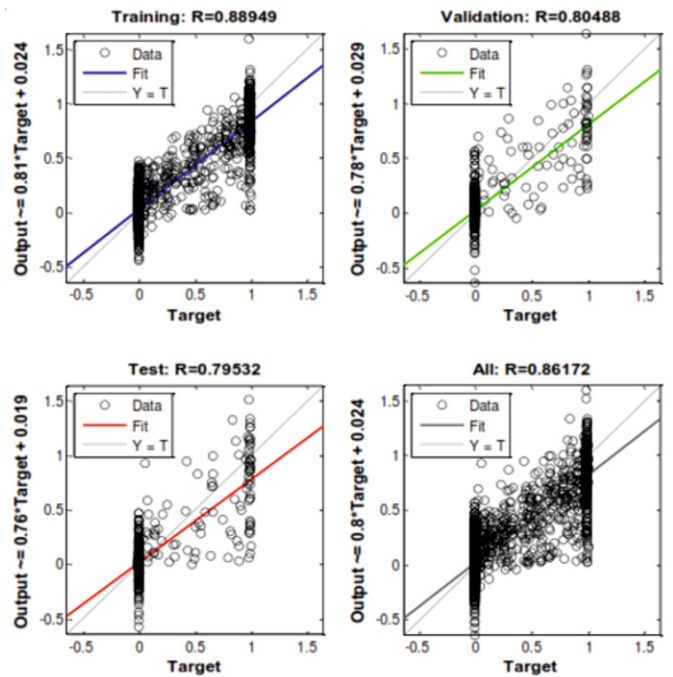 Training: R=0.88949
Output ~= 0.81*Target + 0.024
1.5
1
0.5
0
-0.5
Data
Fit
Y = T
-0.5 0 0.5 1 1.5
Target
Validation: R=0.80488
Output ~= 0.78*Target + 0.029
1.5
1
0.5
0
-0.5
Data
Fit
Y = T
-0.5 0 0.5 1 1.5
Target
Test: R=0.79532
Output ~= 0.76*Target + 0.019
1.5
1
0.5
0
-0.5
Data
Fit
Y = T
-0.5 0 0.5 1 1.5
Target
All: R=0.86172
Output ~= 0.8*Target + 0.024
1.5
1
0.5
0
-0.5
Data
Fit
Y = T
-0.5 0 0.5 1 1.5
Target